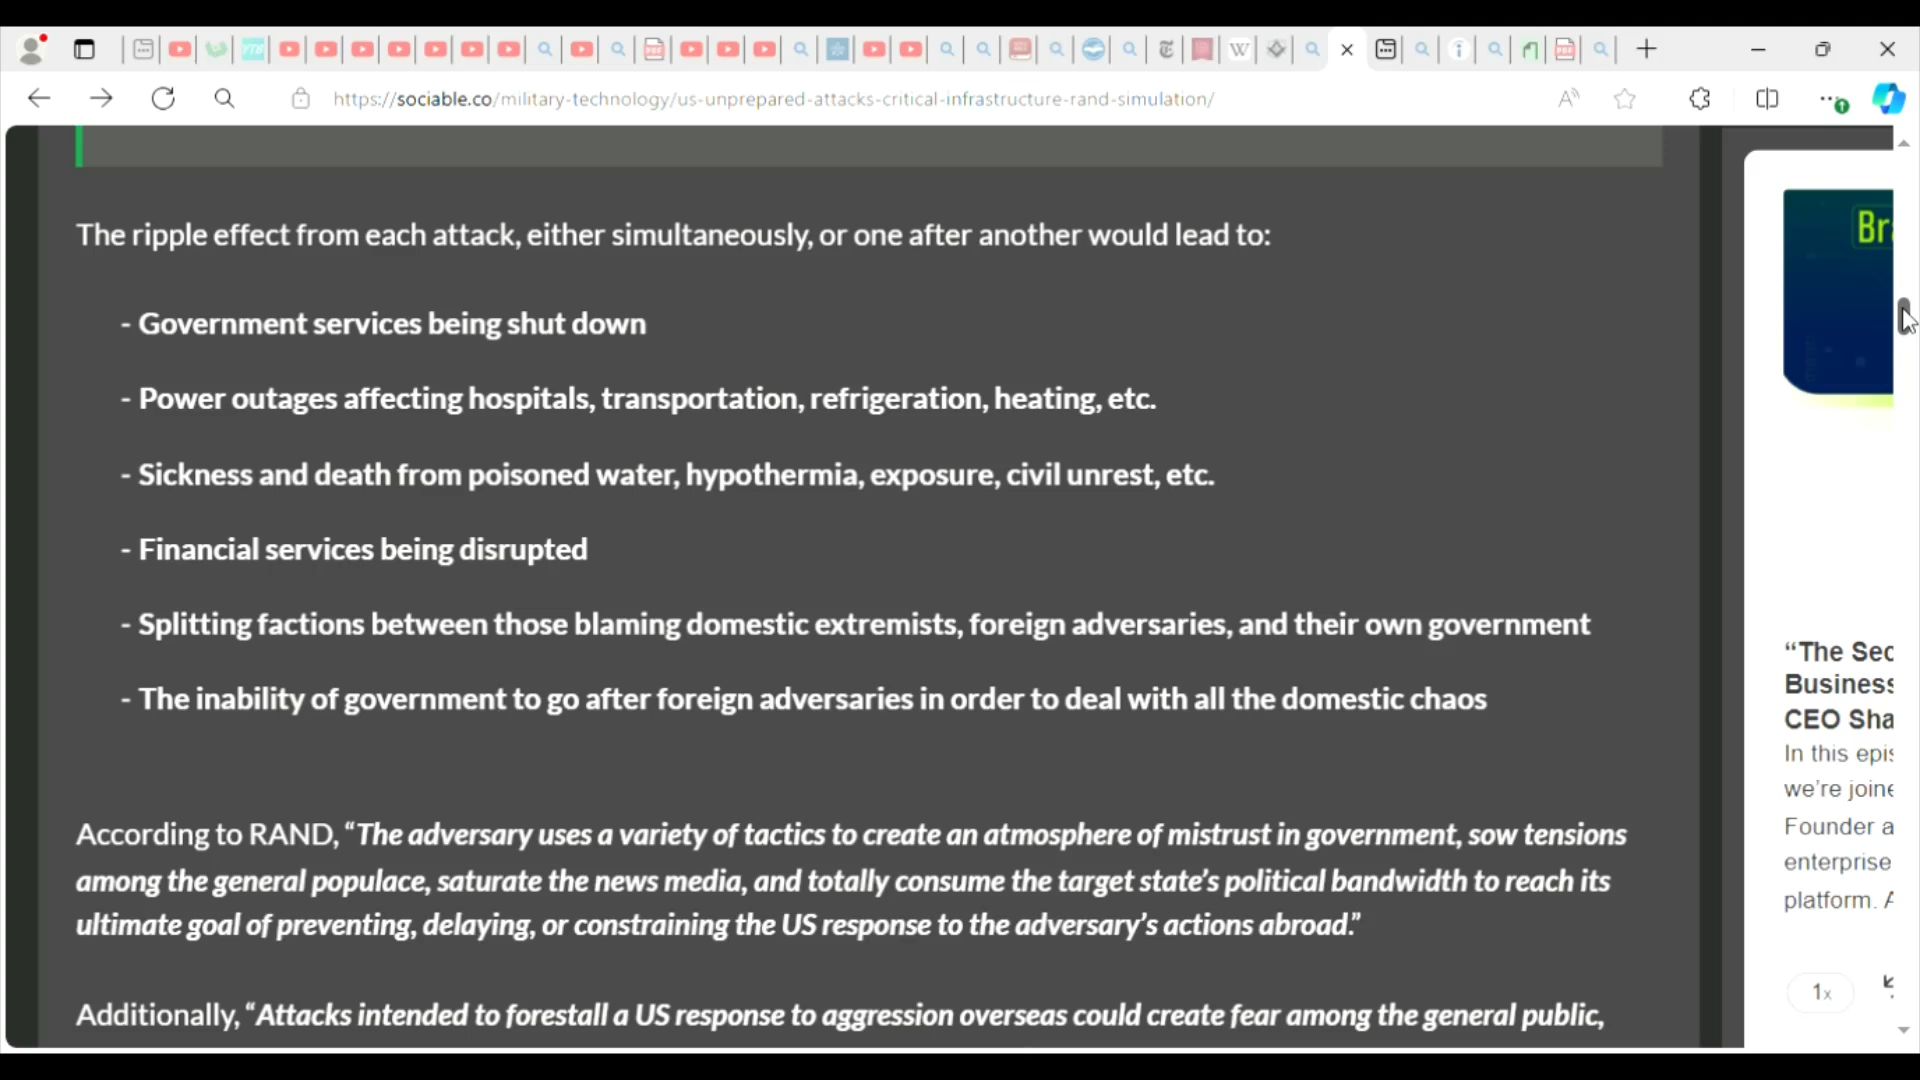 https://sociable.co/military-technology/us-unprepared-attacks-critical-infrastructure-rand-simulation/
The ripple effect from each attack, either simultaneously, or one after another would lead to:
- Government services being shut down
- Power outages affecting hospitals, transportation, refrigeration, heating, etc.
- Sickness and death from poisoned water, hypothermia, exposure, civil unrest, etc.
- Financial services being disrupted
- Splitting factions between those blaming domestic extremists, foreign adversaries, and their own government
- The inability of government to go after foreign adversaries in order to deal with all the domestic chaos
According to RAND, “The adversary uses a variety of tactics to create an atmosphere of mistrust in government, sow tensions
among the general populace, saturate the news media, and totally consume the target state’s political bandwidth to reach its
ultimate goal of preventing, delaying, or constraining the US response to the adversary’s actions abroad.”
Additionally, “Attacks intended to forestall a US response to aggression overseas could create fear among the general public,
Br
“The Sec
Business
CEO Sha
In this epis
we’re joine
Founder a
enterprise
platform. A
1x